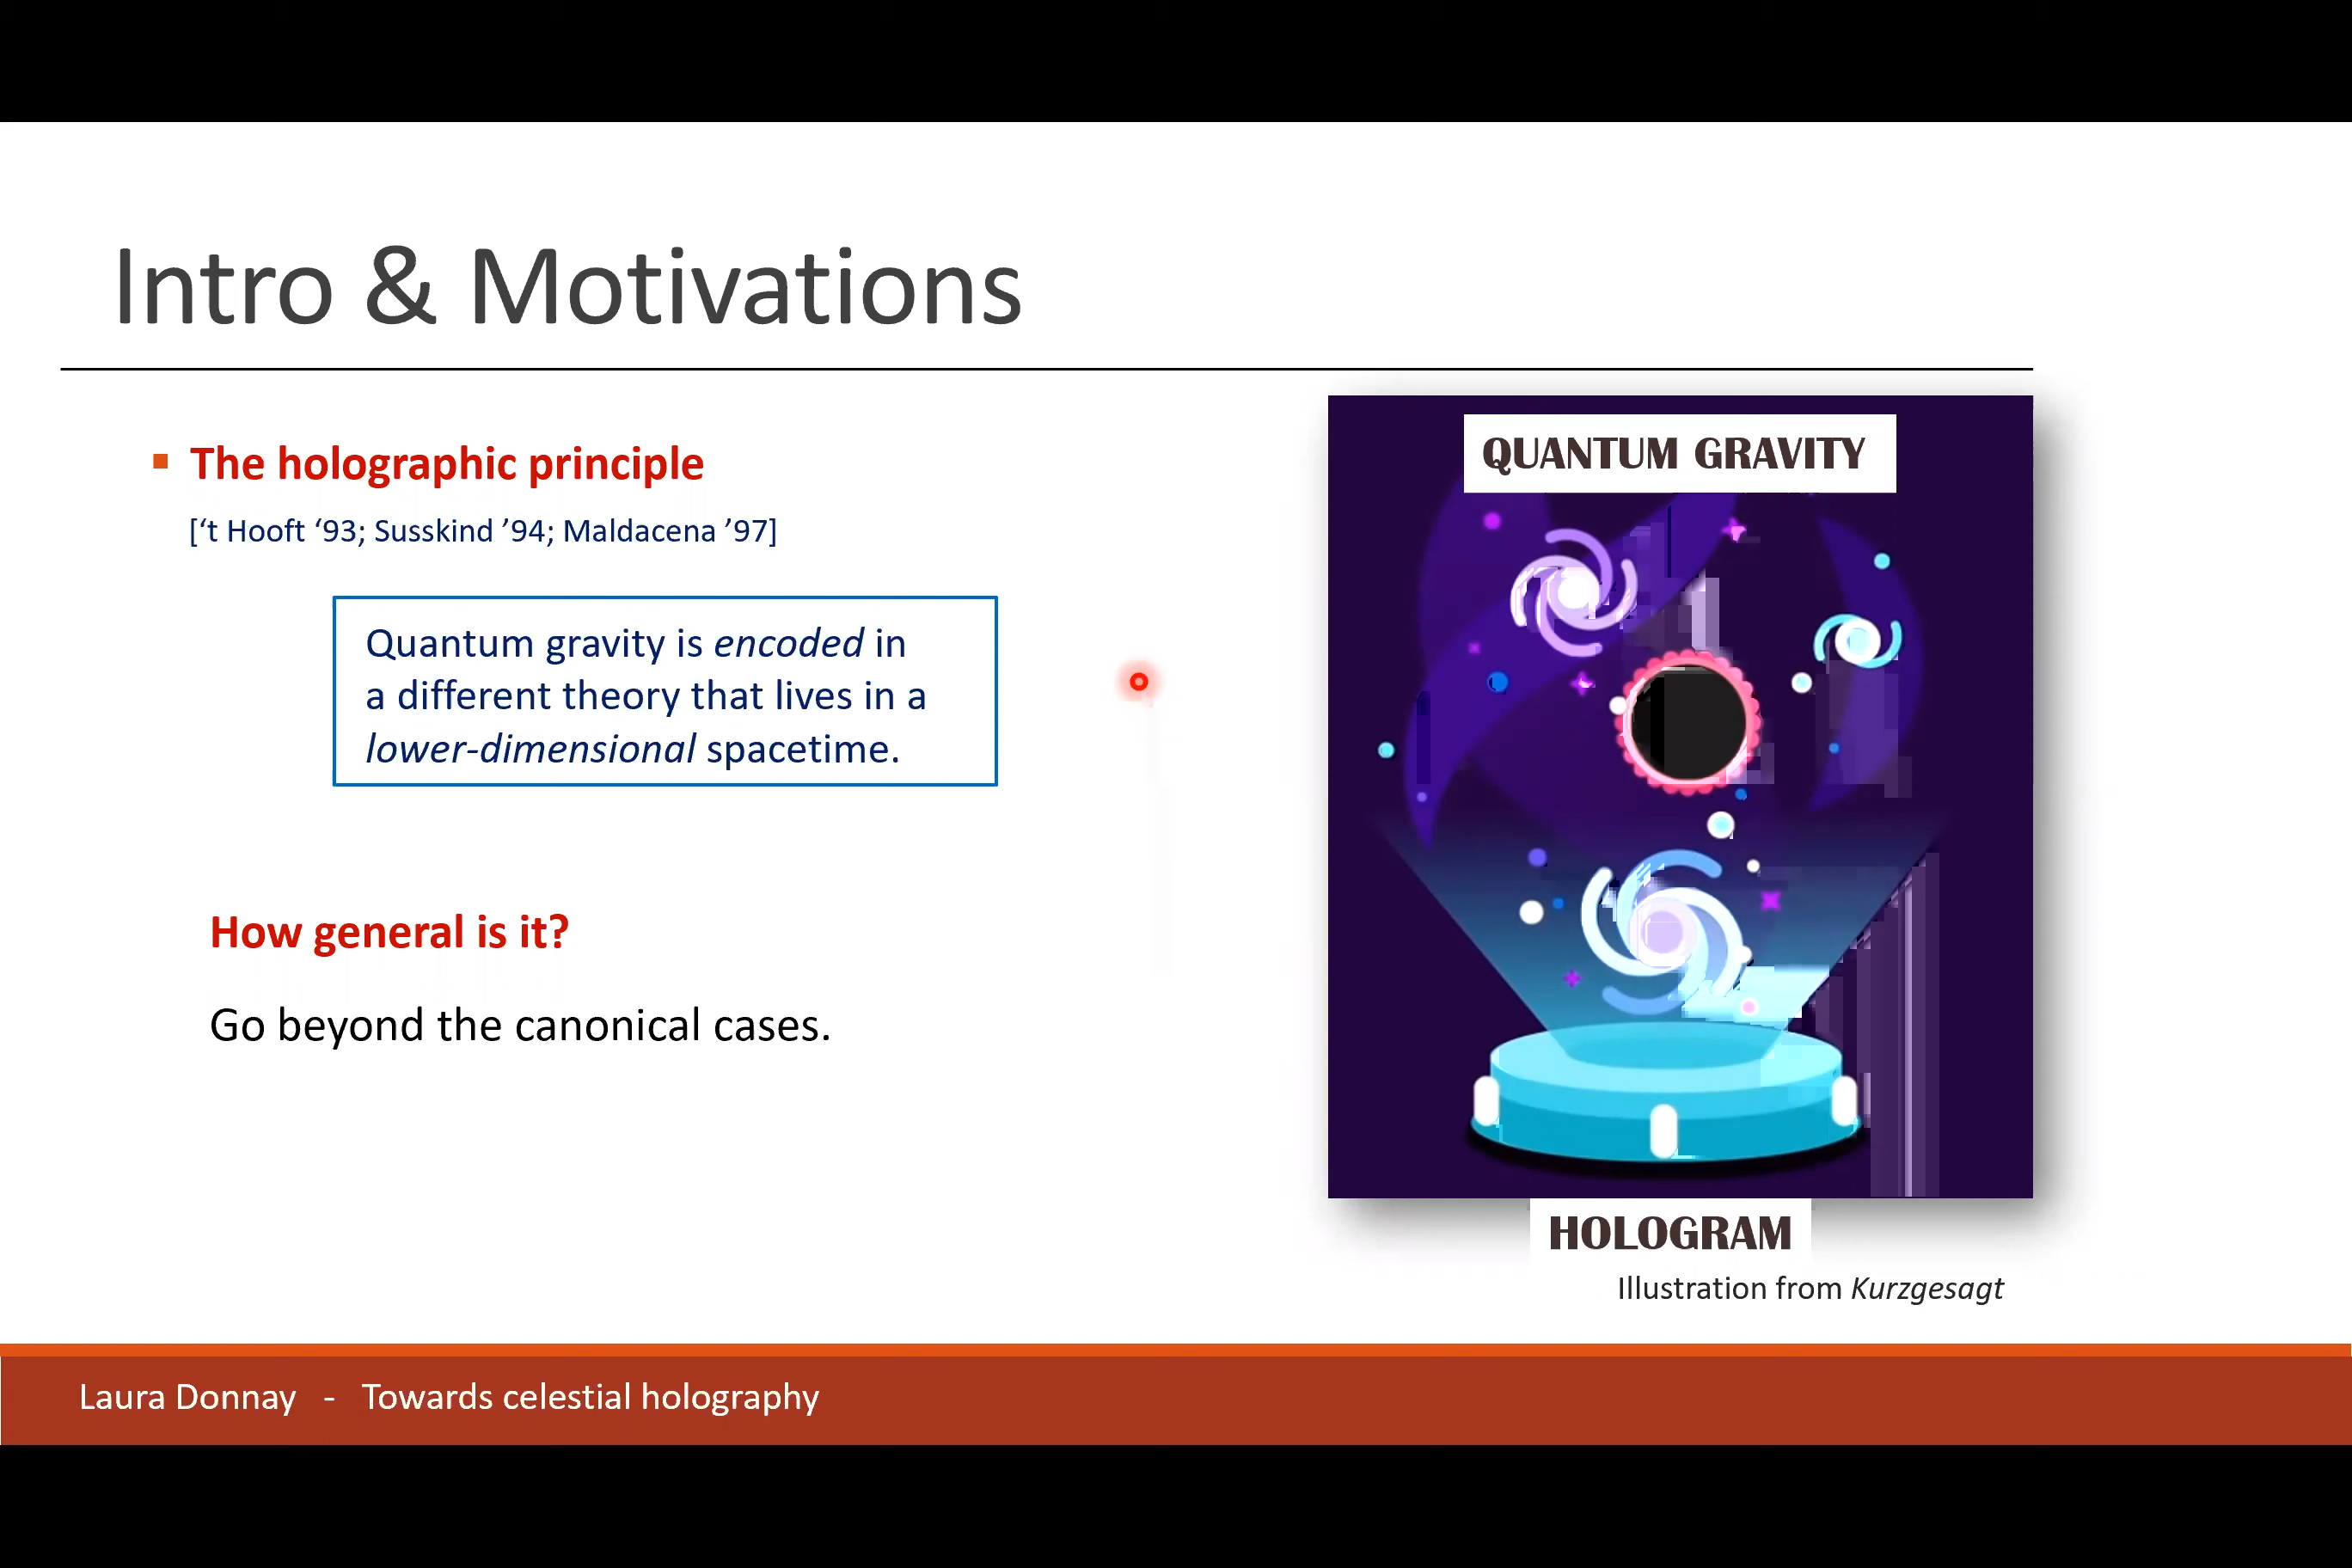 Intro & Motivations
The holographic principle
[‘t Hooft ‘93; Susskind ’94; Maldacena ’97]
Quantum gravity is encoded in
a different theory that lives in a
lower-dimensional spacetime.
How general is it?
Go beyond the canonical cases.
QUANTUM GRAVITY
HOLOGRAM
Illustration from Kurzgesagt
Laura Donnay - Towards celestial holography